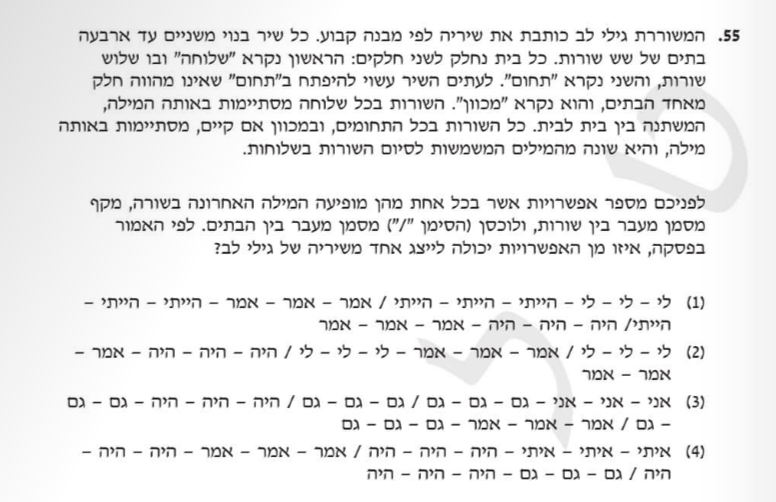 55. המשוררת גילי לב כותבת את שיריה לפי מבנה קבוע. כל שיר בנוי משניים עד ארבעה
בתים של שש שורות. כל בית נחלק לשני חלקים: הראשון נקרא "שלוחה" ובו שלוש
שורות, והשני נקרא "תחום". לעתים השיר עשוי להיפתח ב"תחום" שאינו מהווה חלק
מאחד הבתים, והוא נקרא "מכוון". השורות בכל שלוחה מסתיימות באותה המילה,
המשתנה בין בית לבית. כל השורות בכל התחומים, ובמכוון אם קיים, מסתיימות באותה
מילה, והיא שונה מהמילים המשמשות לסיום השורות בשלוחות.
לפניכם מספר אפשרויות אשר בכל אחת מהן מופיעה המילה האחרונה בשורה, מקף
מסמן מעבר בין שורות, ולוכסן (הסימן "/") מסמן מעבר בין הבתים. לפי האמור
בפסקה, איזו מן האפשרויות יכולה לייצג אחד משיריה של גילי לב?
(1) לי – לי – לי – הייתי – הייתי – הייתי / אמר – אמר – אמר – הייתי – הייתי –
הייתי/ היה – היה – היה – אמר – אמר – אמר
(2) לי – לי – לי / אמר – אמר – אמר – לי – לי – לי / היה – היה – היה – אמר –
אמר – אמר
(3) אני – אני – אני – גם – גם – גם / גם – גם – גם / היה – היה – היה – גם – גם
– גם / אמר – אמר – אמר – גם – גם – גם
(4) איתי – איתי – איתי – היה – היה – היה / אמר – אמר – אמר – היה – היה –
היה / גם – גם – גם – היה – היה – היה